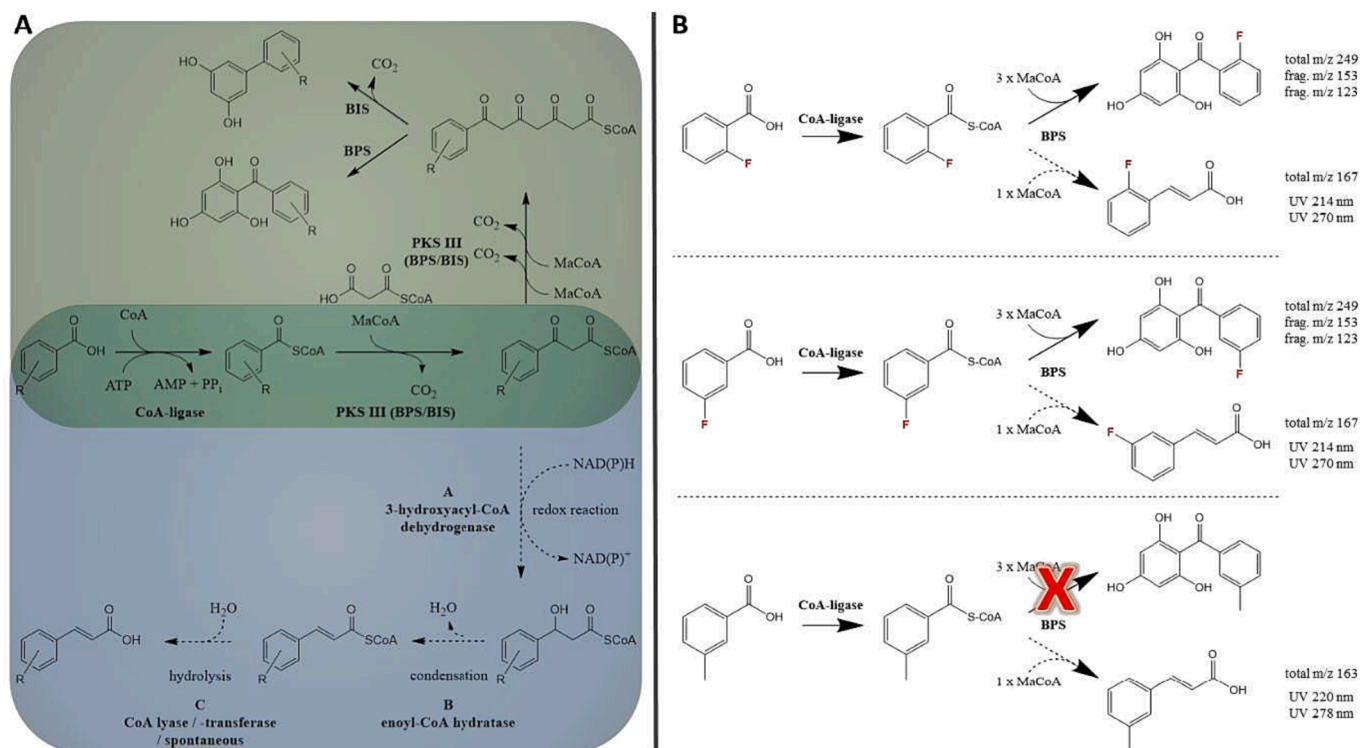 A
B
OH
CO₂
HO
R
BIS
O O O O
SCoA
R
BPS
OH O
HO OH
R
CO₂
PKS III
(BPS/BIS)
CO₂
MaCoA
MaCoA
O O
HO SCoA
CoA
O
OH
R
ATP
AMP + PPᵢ
CoA-ligase
O
SCoA
R
MaCoA
CO₂
PKS III (BPS/BIS)
O O
SCoA
R
NAD(P)H
A
3-hydroxyacyl-CoA
dehydrogenase
redox reaction
NAD(P)⁺
O
OH
R
H₂O
hydrolysis
C
CoA lyase / -transferase
/ spontaneous
O
SCoA
R
H₂O
condensation
B
enoyl-CoA hydratase
OH O
SCoA
R
O
OH
F
CoA-ligase
O
S-CoA
F
3 x MaCoA
BPS
1 x MaCoA
OH O F
HO OH
total m/z 249
frag. m/z 153
frag. m/z 123
F O
OH
total m/z 167
UV 214 nm
UV 270 nm
O
OH
F
CoA-ligase
O
S-CoA
F
3 x MaCoA
BPS
1 x MaCoA
OH O
HO OH
F
total m/z 249
frag. m/z 153
frag. m/z 123
F O
OH
total m/z 167
UV 214 nm
UV 270 nm
O
OH
CoA-ligase
O
S-CoA
3 x MaCoA
X
BPS
1 x MaCoA
OH O
HO OH
O
OH
total m/z 163
UV 220 nm
UV 278 nm